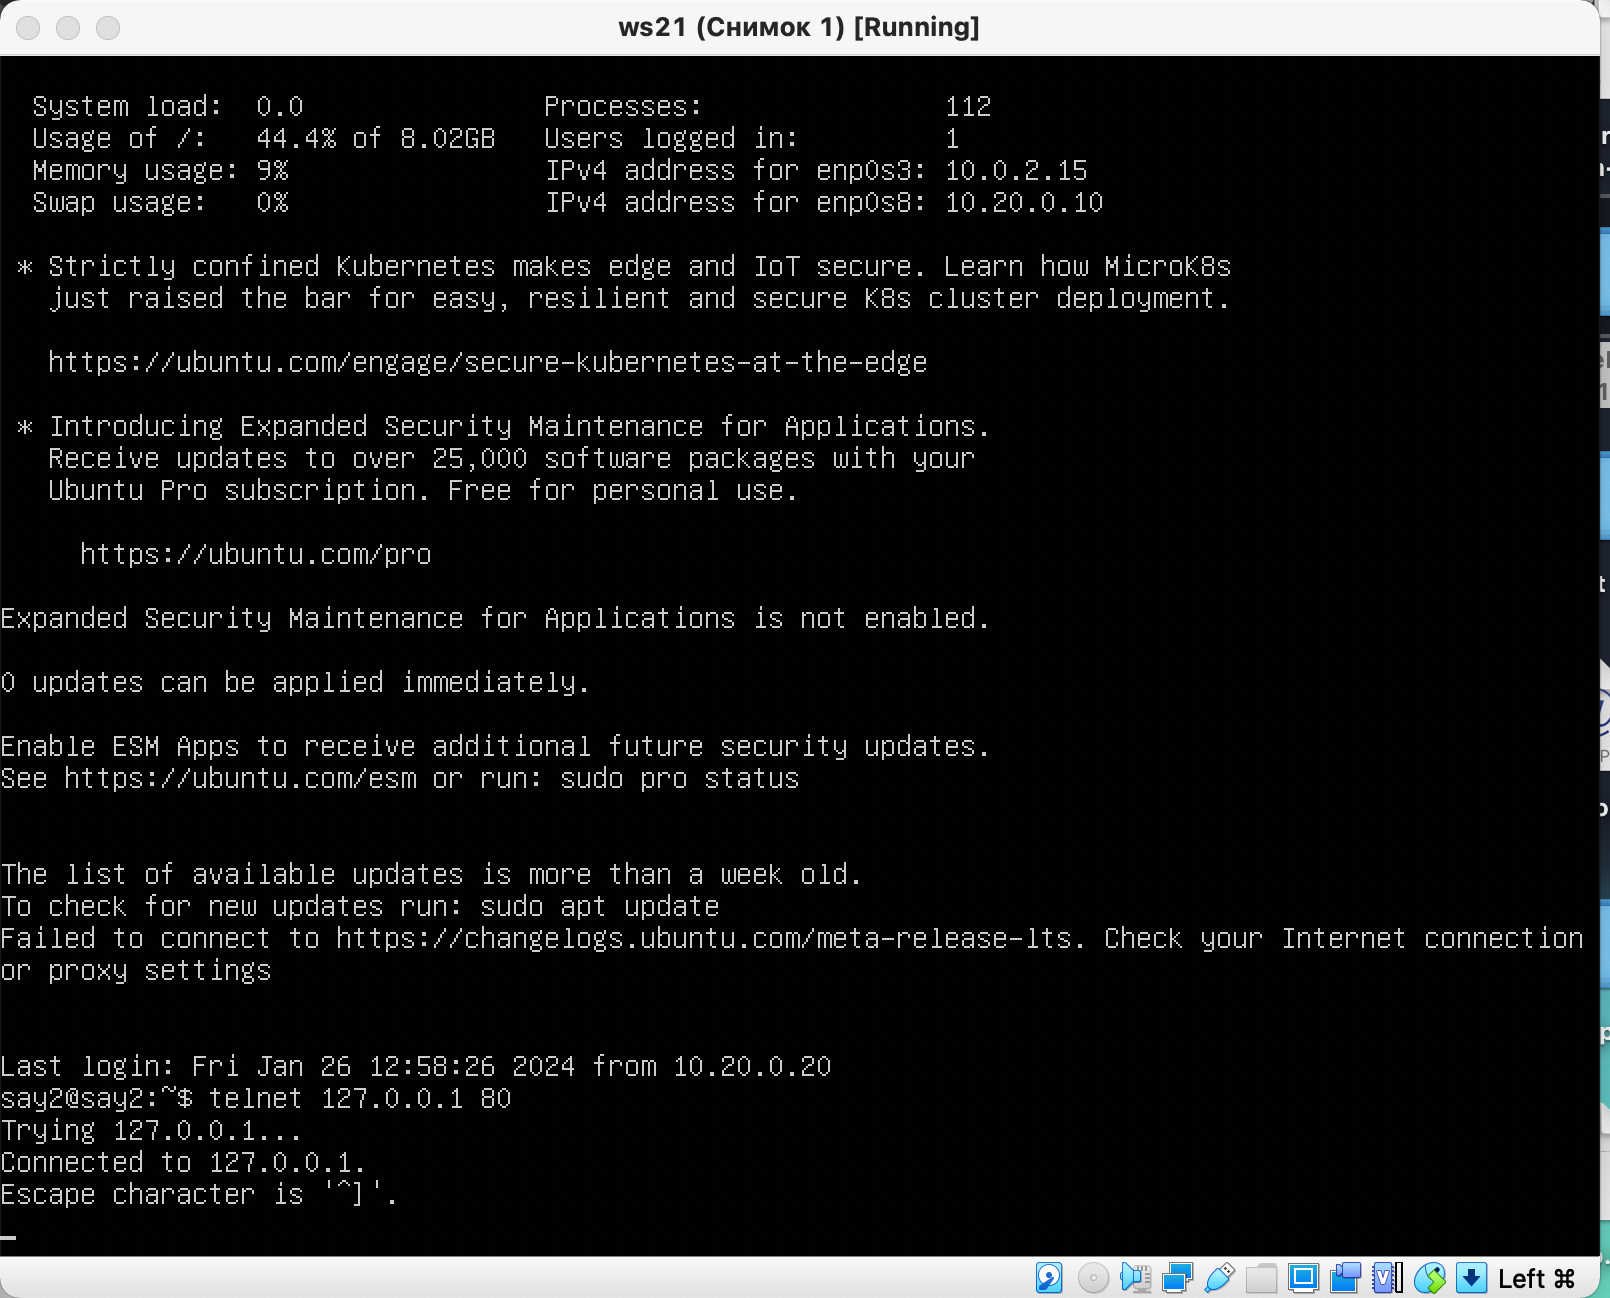 ws21 (Снимок 1) [Running]
System load: 0.0 Processes: 112
Usage of /: 44.4% of 8.02GB Users logged in: 1
Memory usage: 9% IPv4 address for enp0s3: 10.0.2.15
Swap usage: 0% IPv4 address for enp0s8: 10.20.0.10
* Strictly confined Kubernetes makes edge and IoT secure. Learn how MicroK8s
just raised the bar for easy, resilient and secure K8s cluster deployment.
https://ubuntu.com/engage/secure-kubernetes-at-the-edge
* Introducing Expanded Security Maintenance for Applications.
Receive updates to over 25,000 software packages with your
Ubuntu Pro subscription. Free for personal use.
https://ubuntu.com/pro
Expanded Security Maintenance for Applications is not enabled.
0 updates can be applied immediately.
Enable ESM Apps to receive additional future security updates.
See https://ubuntu.com/esm or run: sudo pro status
The list of available updates is more than a week old.
To check for new updates run: sudo apt update
Failed to connect to https://changelogs.ubuntu.com/meta-release-lts. Check your Internet connection
or proxy settings
Last login: Fri Jan 26 12:58:26 2024 from 10.20.0.20
say2@say2:~$ telnet 127.0.0.1 80
Trying 127.0.0.1...
Connected to 127.0.0.1.
Escape character is '^]'.
Left ⌘